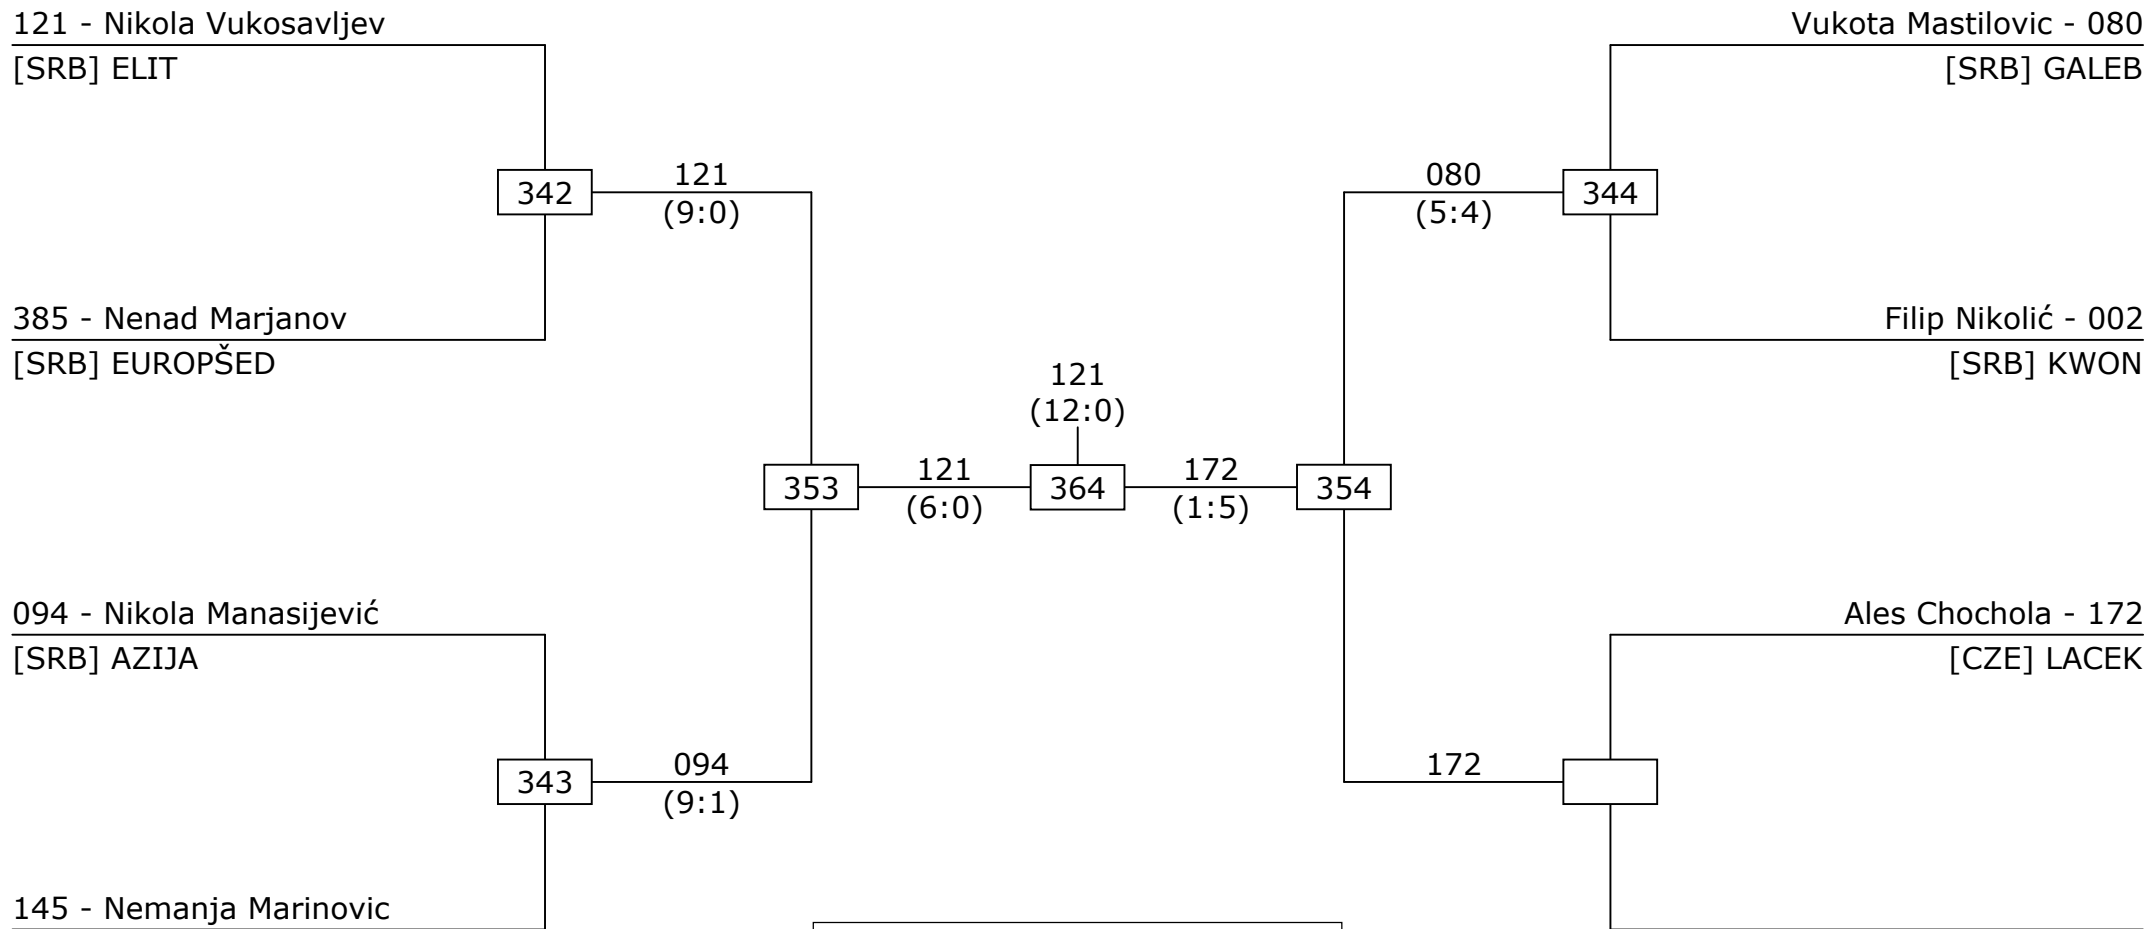 121 - Nikola Vukosavljev
[SRB] ELIT
Vukota Mastilovic - 080
[SRB] GALEB
342
121
(9:0)
080
(5:4)
344
385 - Nenad Marjanov
[SRB] EUROPŠED
Filip Nikolić - 002
[SRB] KWON
121
(12:0)
353
121
(6:0)
364
172
(1:5)
354
094 - Nikola Manasijević
[SRB] AZIJA
Ales Chochola - 172
[CZE] LACEK
343
094
(9:1)
172
145 - Nemanja Marinovic